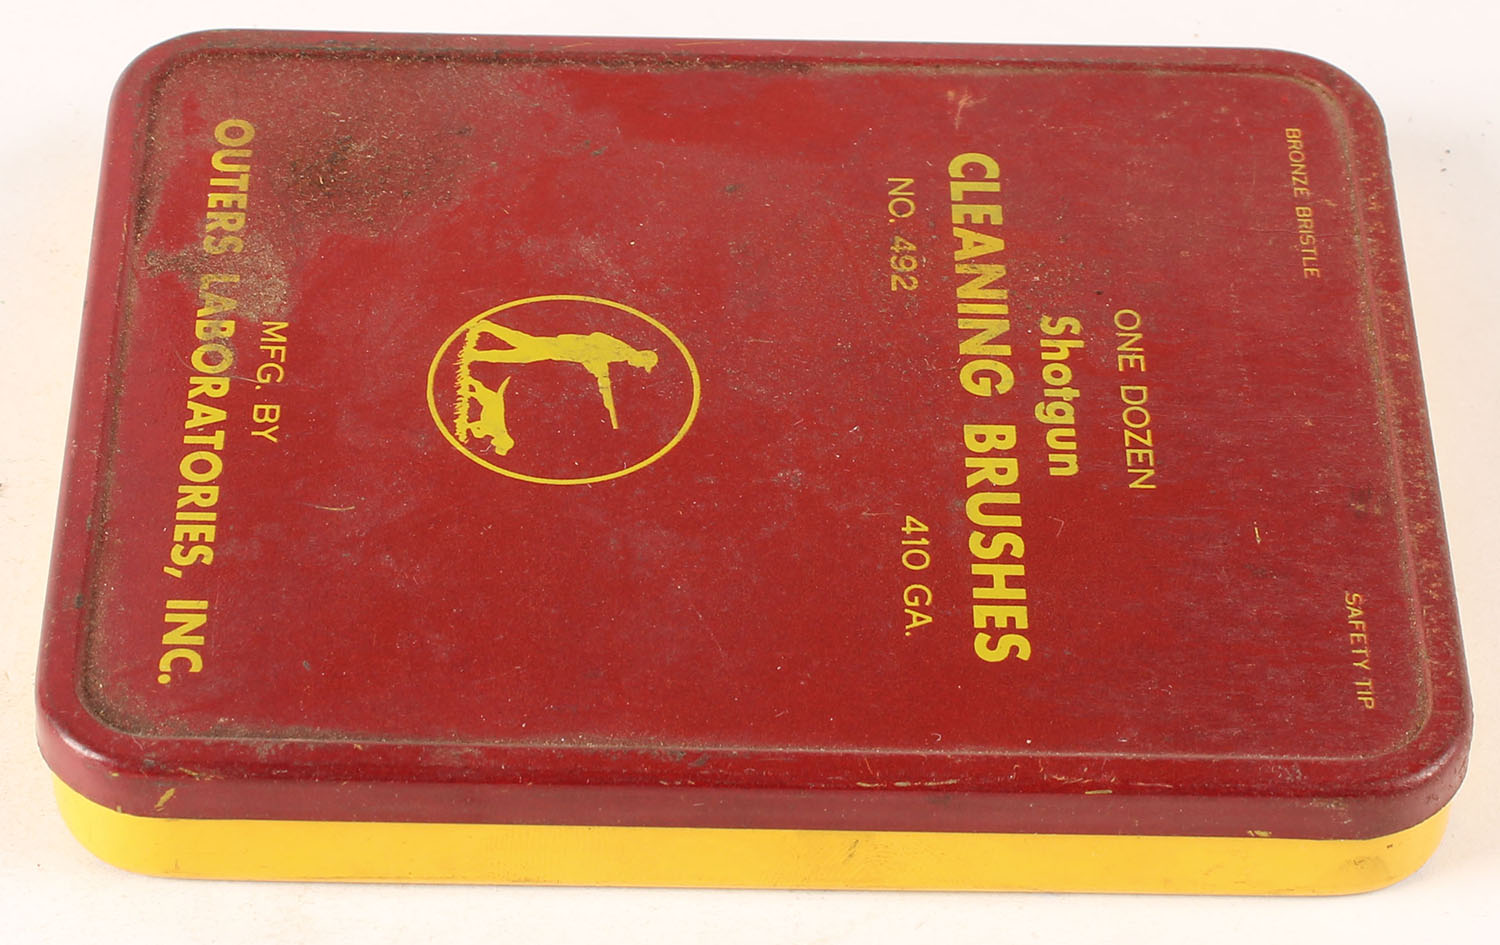 BRONZE BRISTLE SAFETY TIP
ONE DOZEN
Shotgun
CLEANING BRUSHES
NO. 492 410 GA.
MFG. BY
OUTERS LABORATORIES, INC.